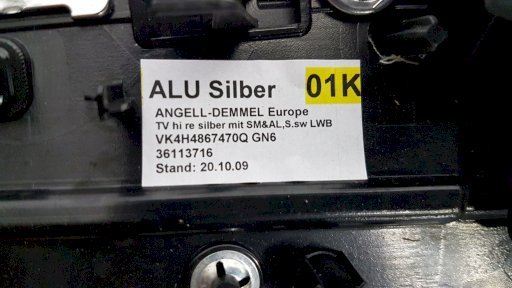 ALU Silber 01K
ANGELL-DEMMEL Europe
TV hi re silber mit SM&AL,S.sw LWB
VK4H4867470Q GN6
36113716
Stand: 20.10.09